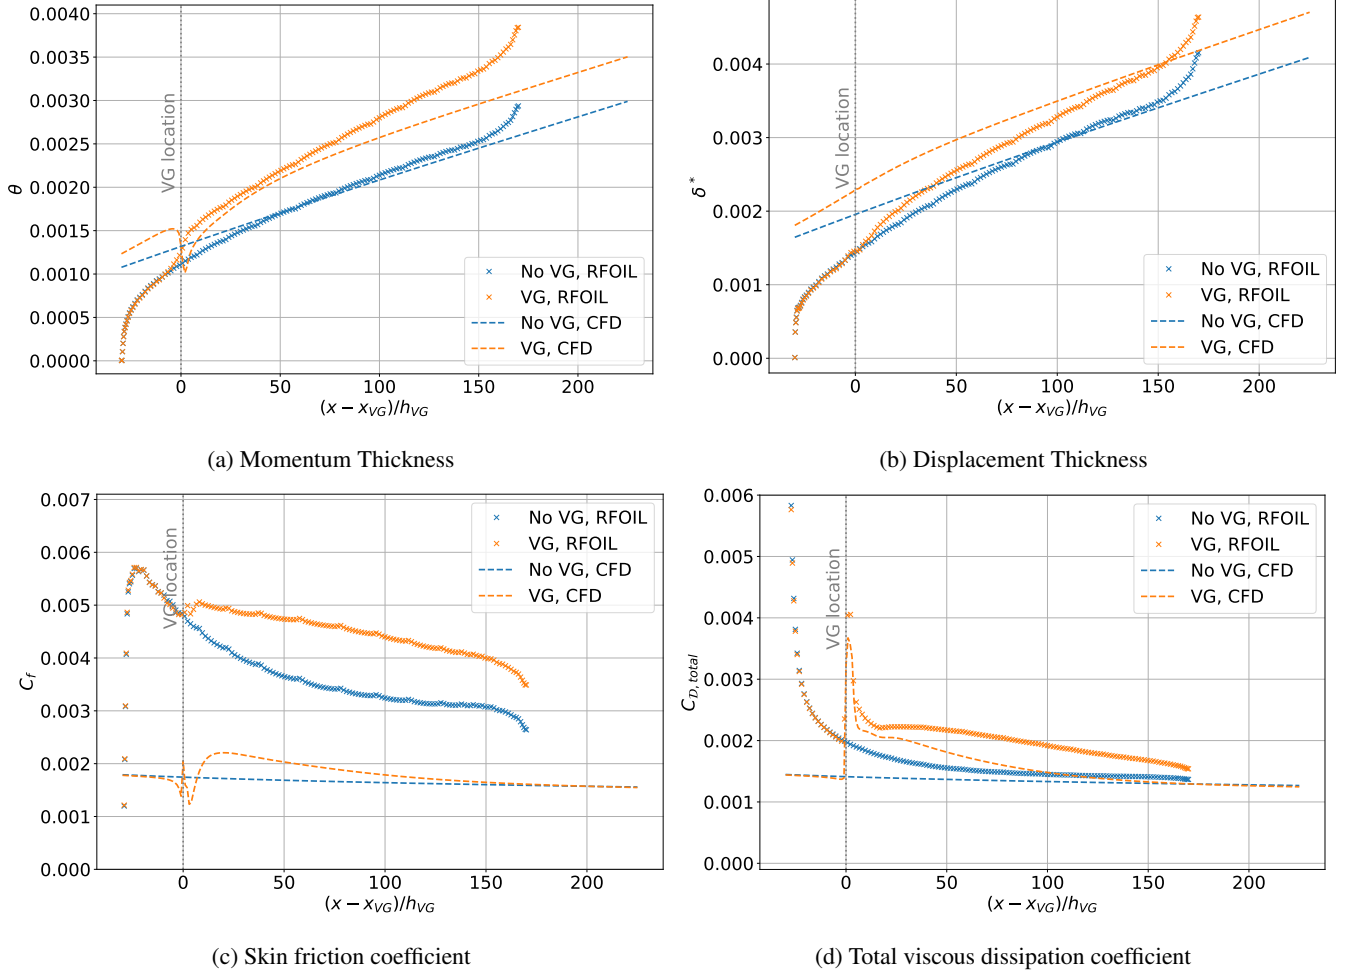 0.0040
0.0035
0.0030
0.0025
0.0020
0.0015
0.0010
0.0005
0.0000
θ
VG location
No VG, RFOIL
VG, RFOIL
No VG, CFD
VG, CFD
0 50 100 150 200
(x − x_VG)/h_VG
(a) Momentum Thickness
0.004
0.003
0.002
0.001
0.000
δ*
VG location
No VG, RFOIL
VG, RFOIL
No VG, CFD
VG, CFD
0 50 100 150 200
(x − x_VG)/h_VG
(b) Displacement Thickness
0.007
0.006
0.005
0.004
0.003
0.002
0.001
0.000
C_f
VG location
No VG, RFOIL
VG, RFOIL
No VG, CFD
VG, CFD
0 50 100 150 200
(x − x_VG)/h_VG
(c) Skin friction coefficient
0.006
0.005
0.004
0.003
0.002
0.001
0.000
C_D, total
VG location
No VG, RFOIL
VG, RFOIL
No VG, CFD
VG, CFD
0 50 100 150 200
(x − x_VG)/h_VG
(d) Total viscous dissipation coefficient